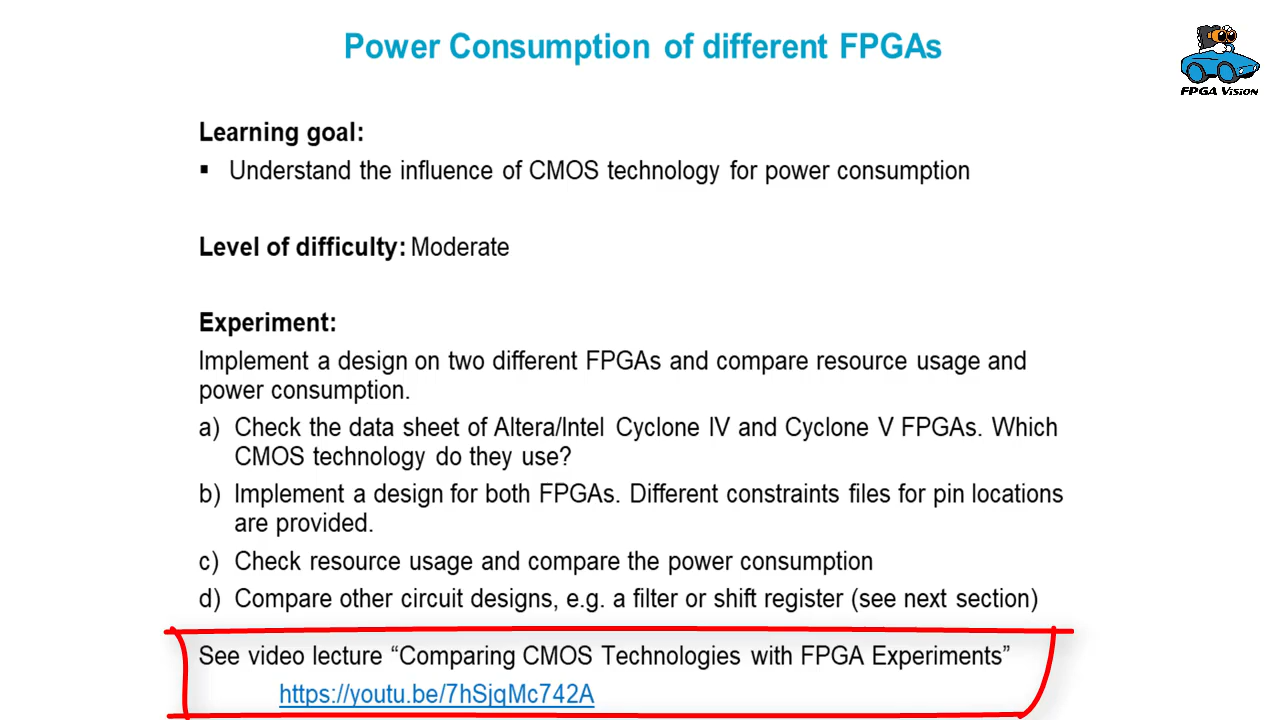 Power Consumption of different FPGAs
FPGA Vision
Learning goal:
▪ Understand the influence of CMOS technology for power consumption
Level of difficulty: Moderate
Experiment:
Implement a design on two different FPGAs and compare resource usage and
power consumption.
a) Check the data sheet of Altera/Intel Cyclone IV and Cyclone V FPGAs. Which
CMOS technology do they use?
b) Implement a design for both FPGAs. Different constraints files for pin locations
are provided.
c) Check resource usage and compare the power consumption
d) Compare other circuit designs, e.g. a filter or shift register (see next section)
See video lecture “Comparing CMOS Technologies with FPGA Experiments”
https://youtu.be/7hSjqMc742A